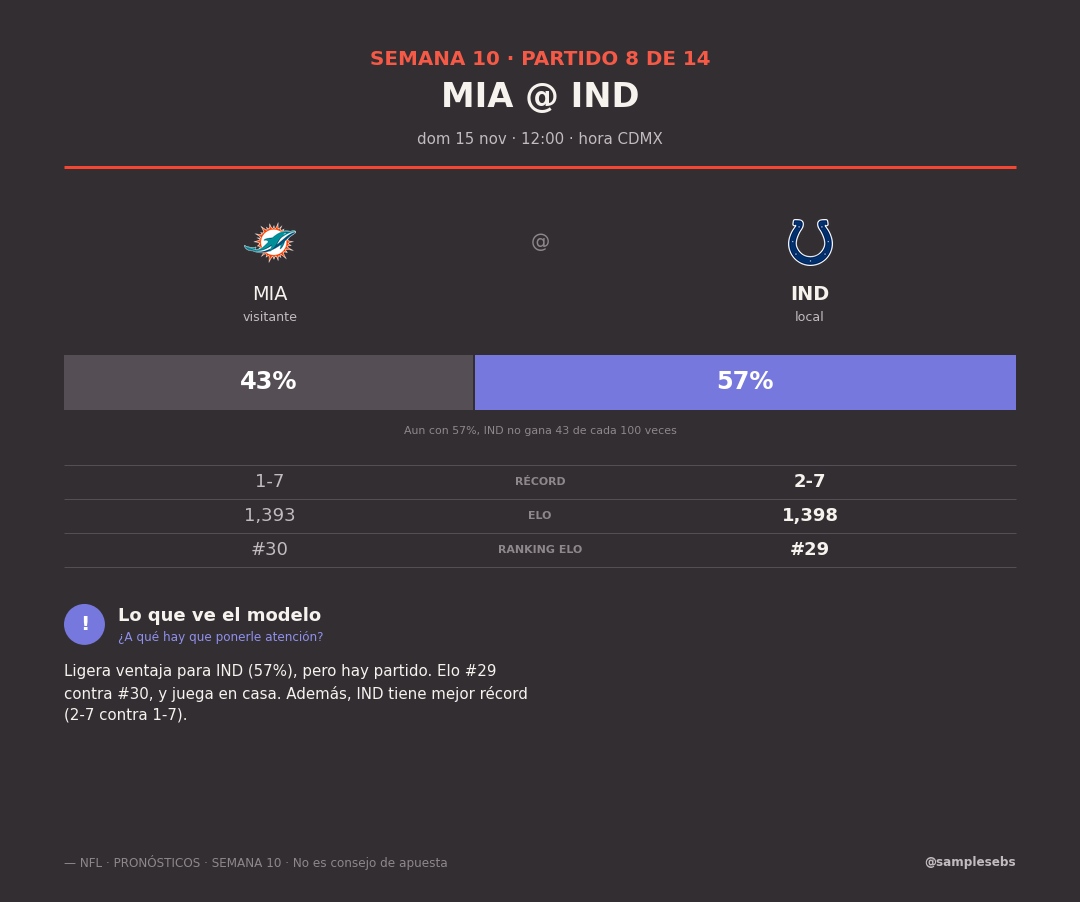 SEMANA 10 · PARTIDO 8 DE 14
MIA @ IND
dom 15 nov · 12:00 · hora CDMX
@
MIA
IND
visitante
local
43%
57%
Aun con 57%, IND no gana 43 de cada 100 veces
1-7 RÉCORD 2-7
1,393 ELO 1,398
#30 RANKING ELO #29
!
Lo que ve el modelo
¿A qué hay que ponerle atención?
Ligera ventaja para IND (57%), pero hay partido. Elo #29
contra #30, y juega en casa. Además, IND tiene mejor récord
(2-7 contra 1-7).
— NFL · PRONÓSTICOS · SEMANA 10 · No es consejo de apuesta
@samplesebs